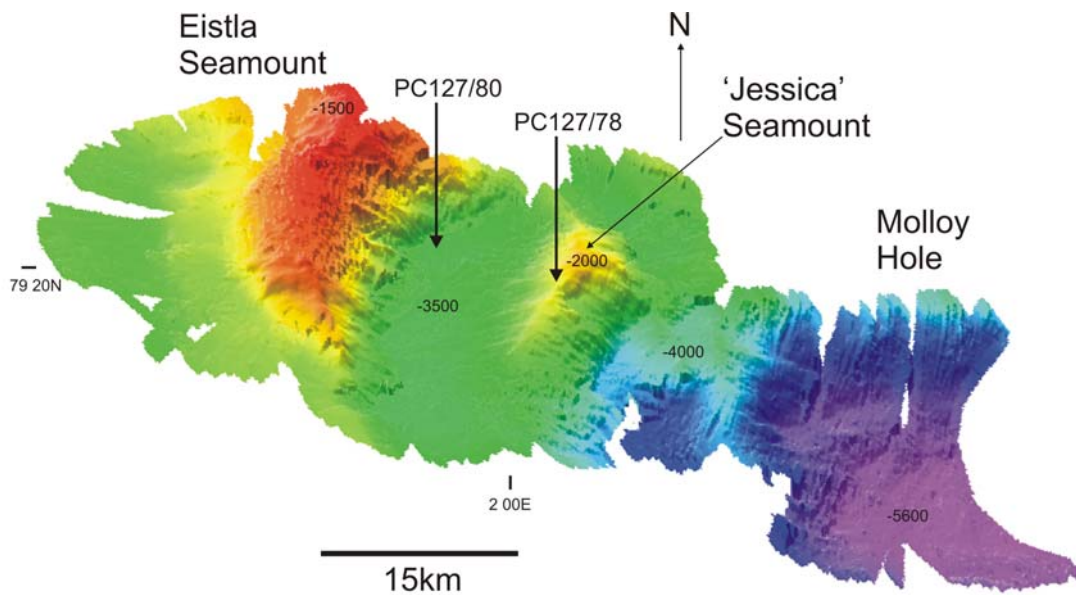 Eistla
Seamount
N
PC127/80
PC127/78
'Jessica'
Seamount
-1500
-2000
Molloy
Hole
79 20N
-3500
-4000
2 00E
-5600
15km